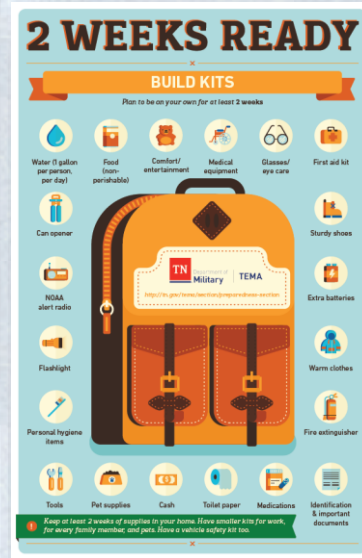 2 WEEKS READY
BUILD KITS
Plan to be on your own for at least 2 weeks
Water (1 gallon
per person,
per day)
Food
(non-
perishable)
Comfort/
entertainment
Medical
equipment
Glasses/
eye care
First aid kit
Can opener
Sturdy shoes
TN
Department of
Military
TEMA
NOAA
alert radio
Extra batteries
Flashlight
Warm clothes
Personal hygiene
items
Fire extinguisher
Tools
Pet supplies
Cash
Toilet paper
Medications
Identification
& important
documents
! Keep at least 2 weeks of supplies in your home. Have smaller kits for work,
for every family member, and pets. Have a vehicle safety kit too.